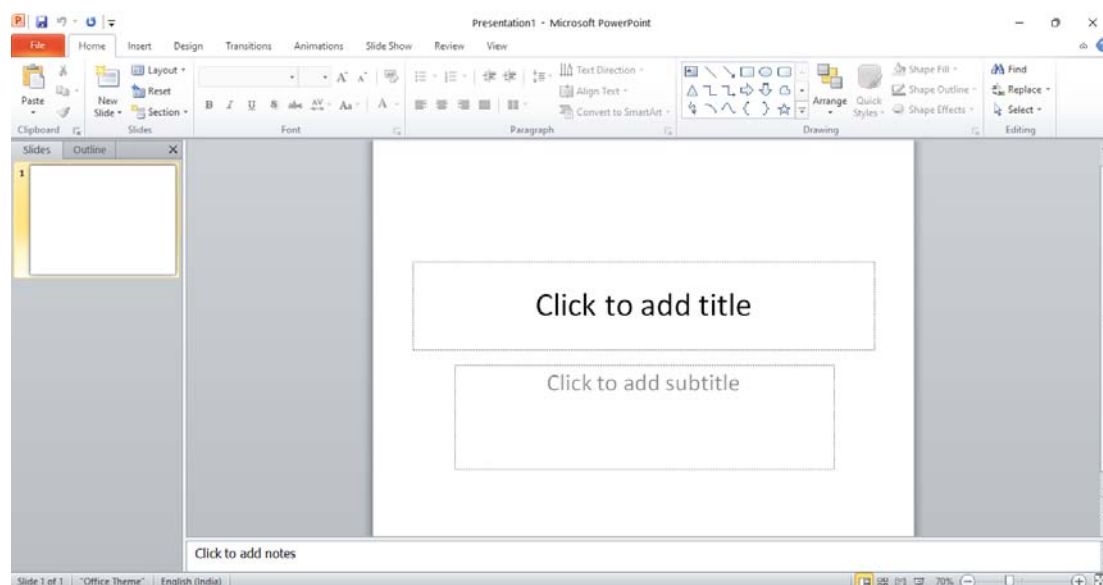 Presentation1 - Microsoft PowerPoint
File Home Insert Design Transitions Animations Slide Show Review View
Paste
New Slide
Layout
Reset
Section
B I U S abc AV Aa A
Text Direction
Align Text
Convert to SmartArt
Arrange
Quick Styles
Shape Fill
Shape Outline
Shape Effects
Find
Replace
Select
Clipboard Slides Font Paragraph Drawing Editing
Slides Outline
1
Click to add title
Click to add subtitle
Click to add notes
Slide 1 of 1 "Office Theme" English (India) 70%